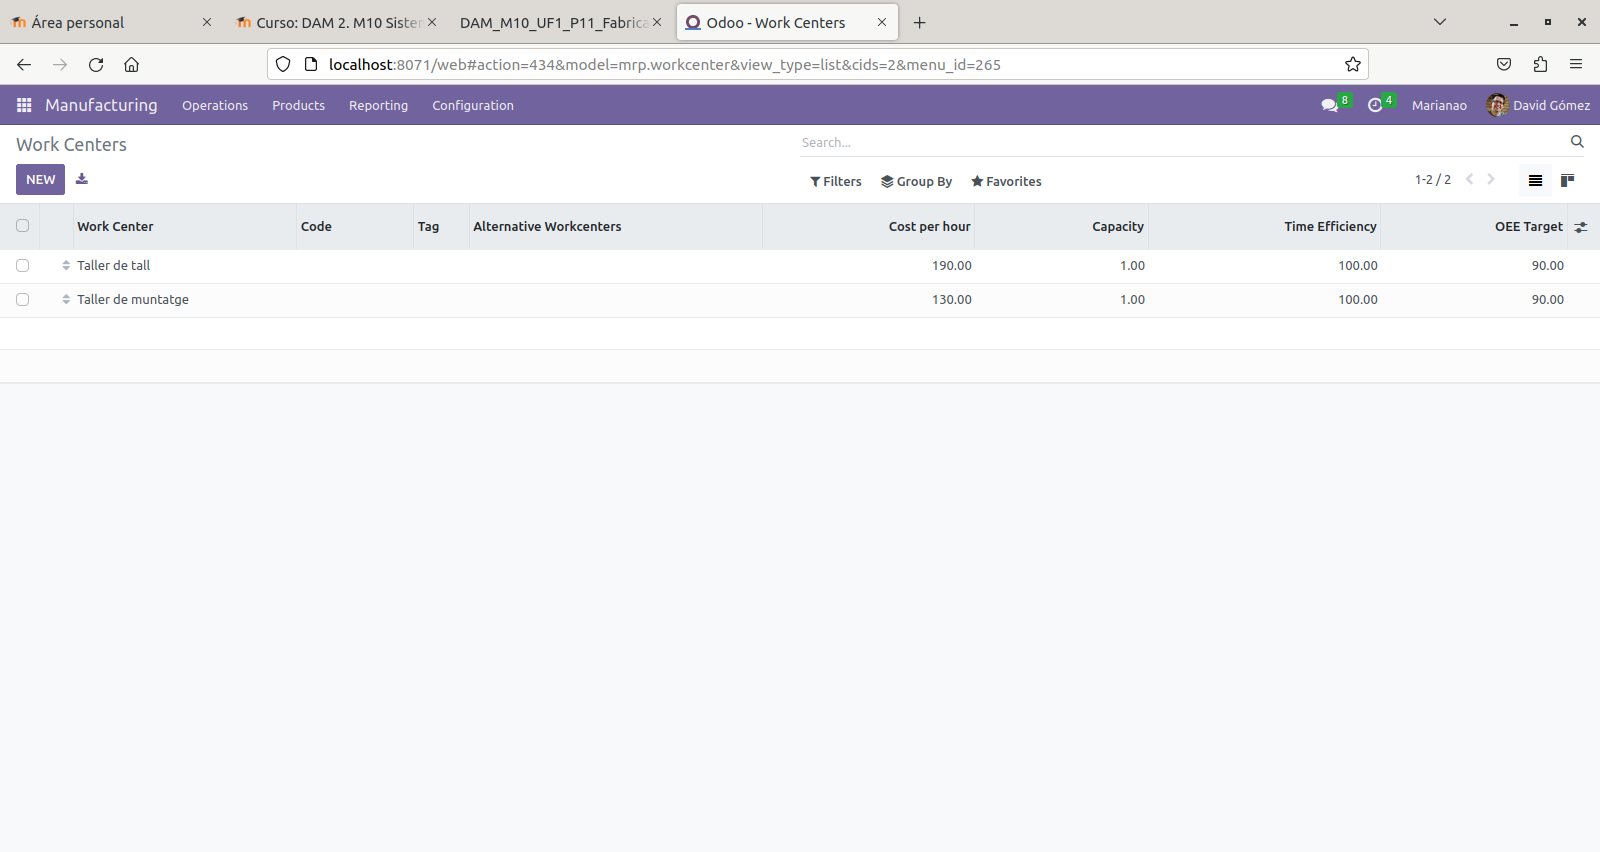 Área personal
Curso: DAM 2. M10 Sister
DAM_M10_UF1_P11_Fabrica
Odoo - Work Centers
localhost:8071/web#action=434&model=mrp.workcenter&view_type=list&cids=2&menu_id=265
Manufacturing Operations Products Reporting Configuration 8 4 Marianao David Gómez
Work Centers
Search...
NEW
Filters Group By Favorites 1-2 / 2
Work Center Code Tag Alternative Workcenters Cost per hour Capacity Time Efficiency OEE Target
Taller de tall 190.00 1.00 100.00 90.00
Taller de muntatge 130.00 1.00 100.00 90.00